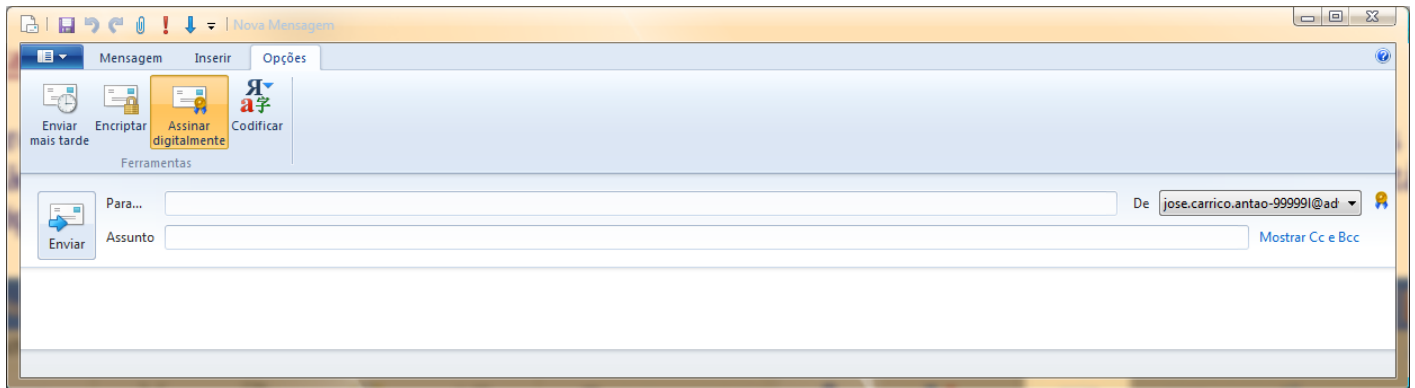 Nova Mensagem
Mensagem Inserir Opções
Enviar mais tarde
Encriptar
Assinar digitalmente
Codificar
Ferramentas
Para...
De jose.carrico.antao-99999l@ad
Enviar
Assunto
Mostrar Cc e Bcc